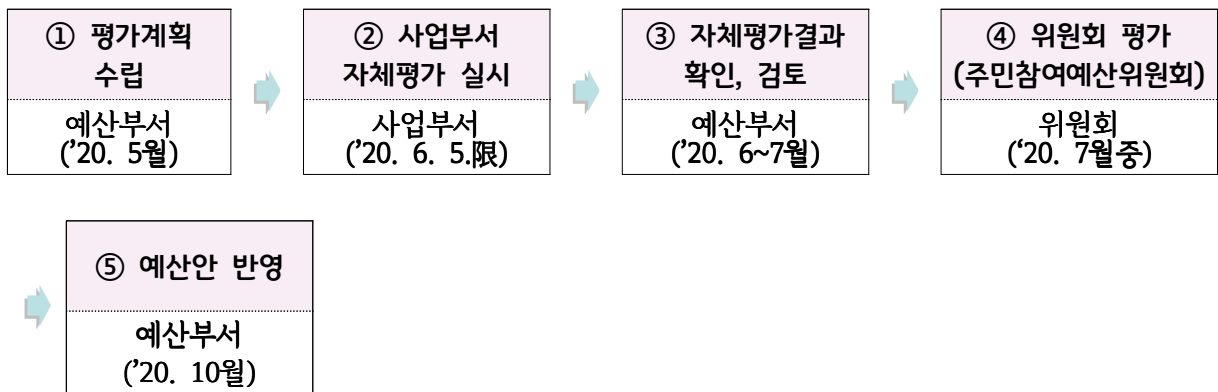 ① 평가계획
수립
예산부서
('20. 5월)
② 사업부서
자체평가 실시
사업부서
('20. 6. 5.限)
③ 자체평가결과
확인, 검토
예산부서
('20. 6~7월)
④ 위원회 평가
(주민참여예산위원회)
위원회
(‘20. 7월중)
⑤ 예산안 반영
예산부서
('20. 10월)